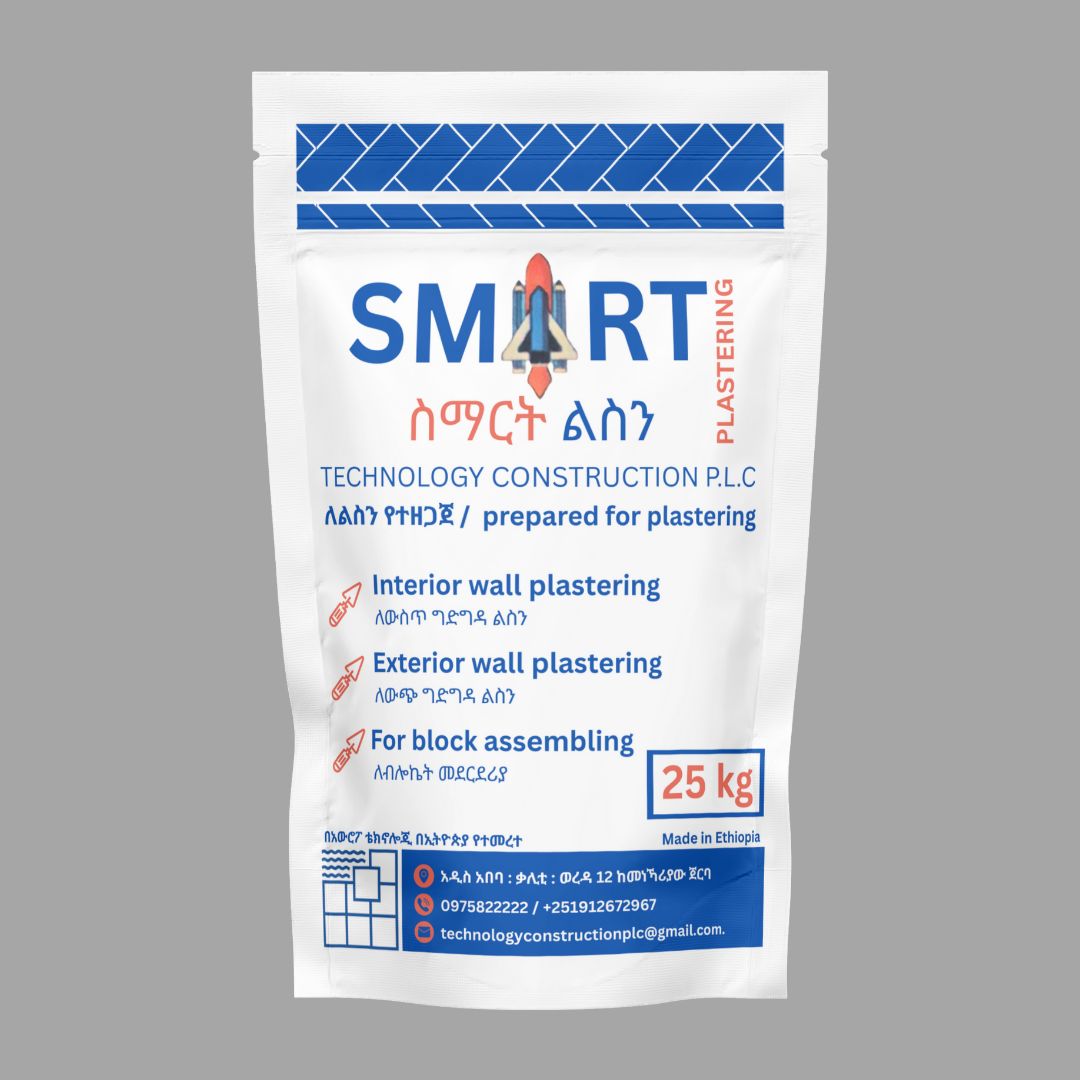 SMART
PLASTERING
ስማርት ልስን
TECHNOLOGY CONSTRUCTION P.L.C
ለልስን የተዘጋጀ / prepared for plastering
Interior wall plastering
ለውስጥ ግድግዳ ልስን
Exterior wall plastering
ለውጭ ግድግዳ ልስን
For block assembling
ለብሎኬት መደርደሪያ
25 kg
በአውሮፖ ቴክኖሎጂ በኢትዮጵያ የተመረተ
Made in Ethiopia
አዲስ አበባ : ቃሊቲ : ወረዳ 12 ከመነኻሪያው ጀርባ
0975822222 / +251912672967
technologyconstructionplc@gmail.com.